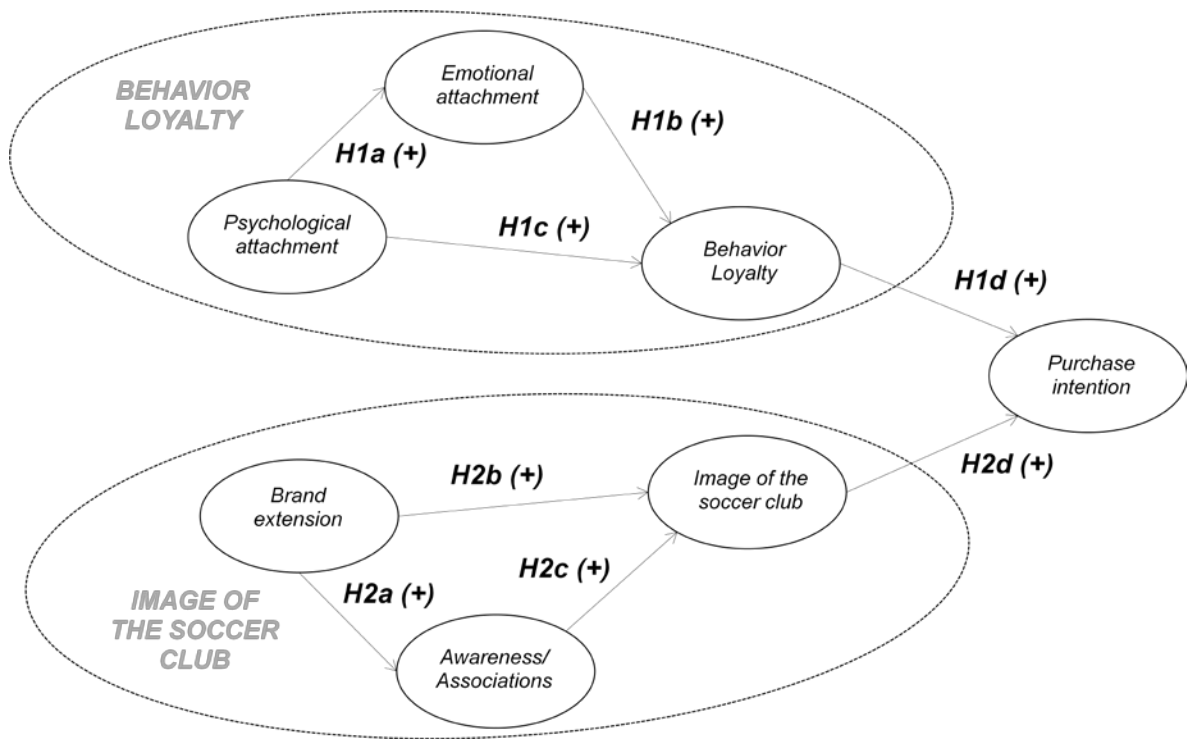 BEHAVIOR
LOYALTY
Emotional
attachment
H1a (+)
H1b (+)
Psychological
attachment
H1c (+)
Behavior
Loyalty
H1d (+)
Purchase
intention
Brand
extension
H2b (+)
Image of the
soccer club
H2d (+)
H2a (+)
H2c (+)
IMAGE OF
THE SOCCER
CLUB
Awareness/
Associations